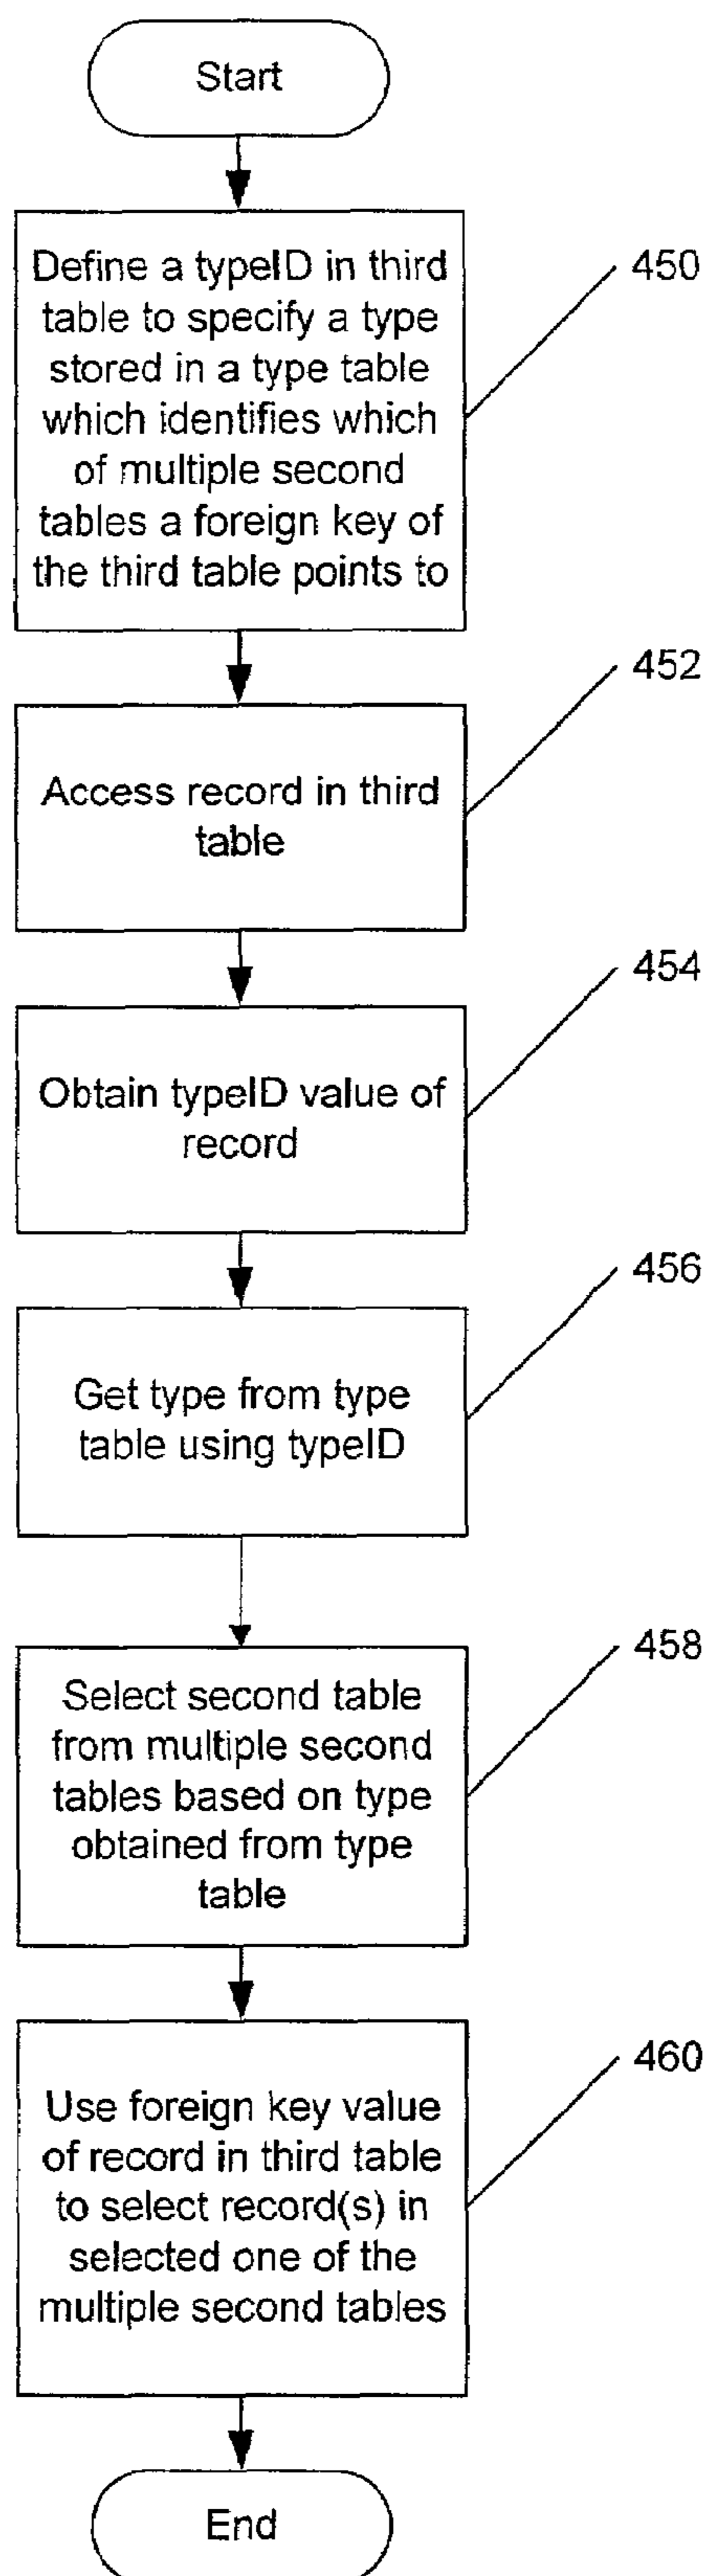 Start
Define a typeID in third
table to specify a type
stored in a type table
which identifies which
of multiple second
tables a foreign key of
the third table points to
450
Access record in third
table
452
Obtain typeID value of
record
454
Get type from type
table using typeID
456
Select second table
from multiple second
tables based on type
obtained from type
table
458
Use foreign key value
of record in third table
to select record(s) in
selected one of the
multiple second tables
460
End